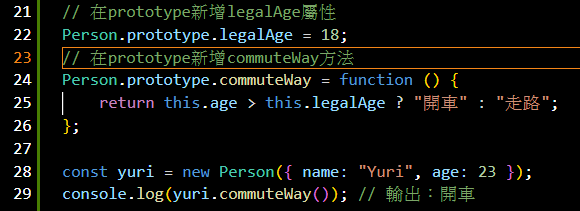 21 // 在prototype新增legalAge屬性
22 Person.prototype.legalAge = 18;
23 // 在prototype新增commuteWay方法
24 Person.prototype.commuteWay = function () {
25     return this.age > this.legalAge ? "開車" : "走路";
26 };
27
28 const yuri = new Person({ name: "Yuri", age: 23 });
29 console.log(yuri.commuteWay()); // 輸出：開車